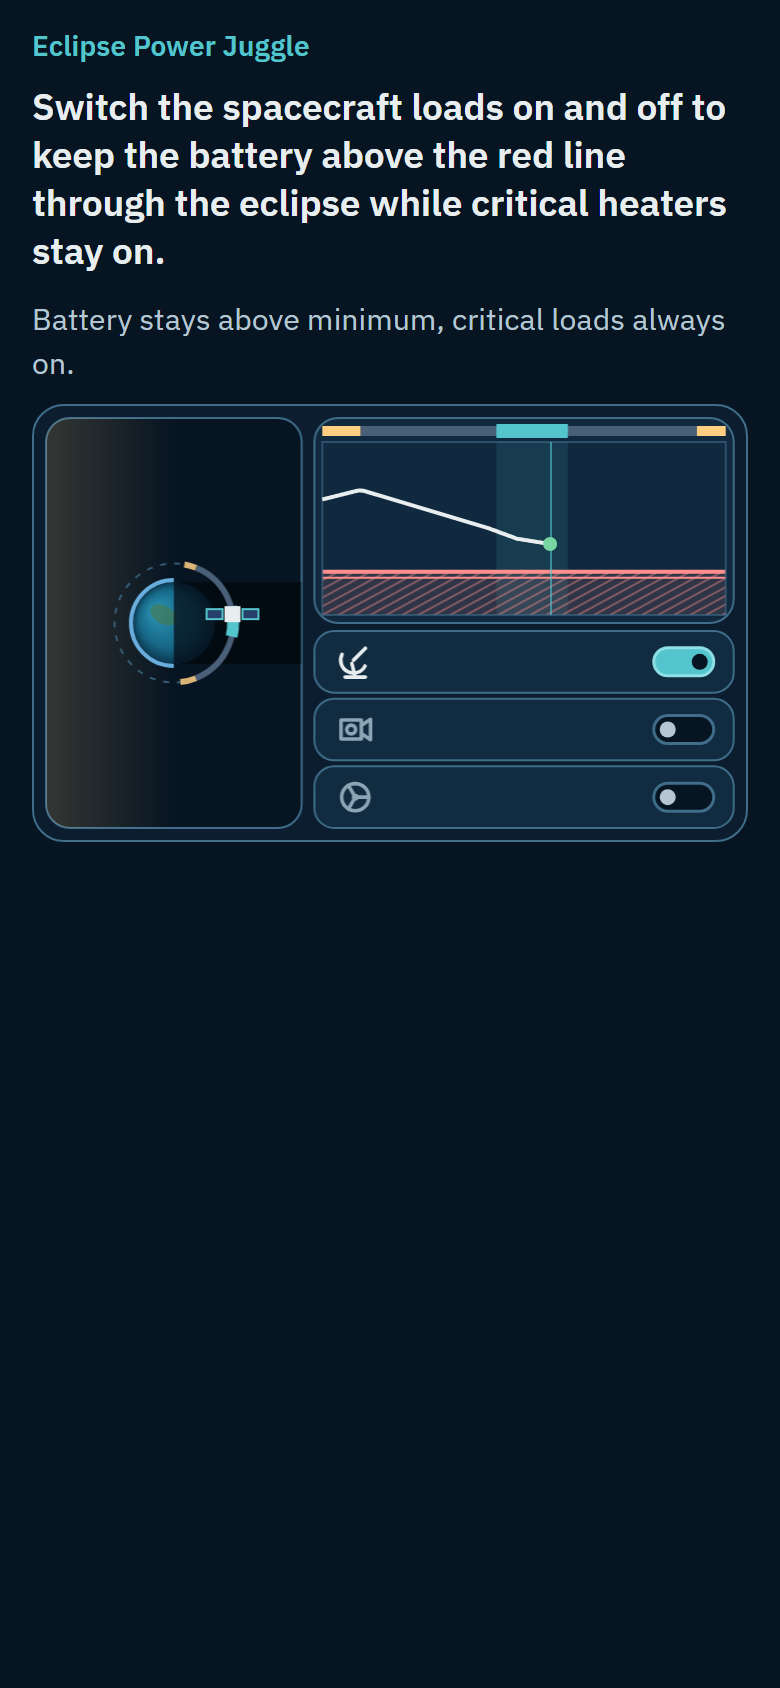 Eclipse Power Juggle
Switch the spacecraft loads on and off to
keep the battery above the red line
through the eclipse while critical heaters
stay on.
Battery stays above minimum, critical loads always
on.